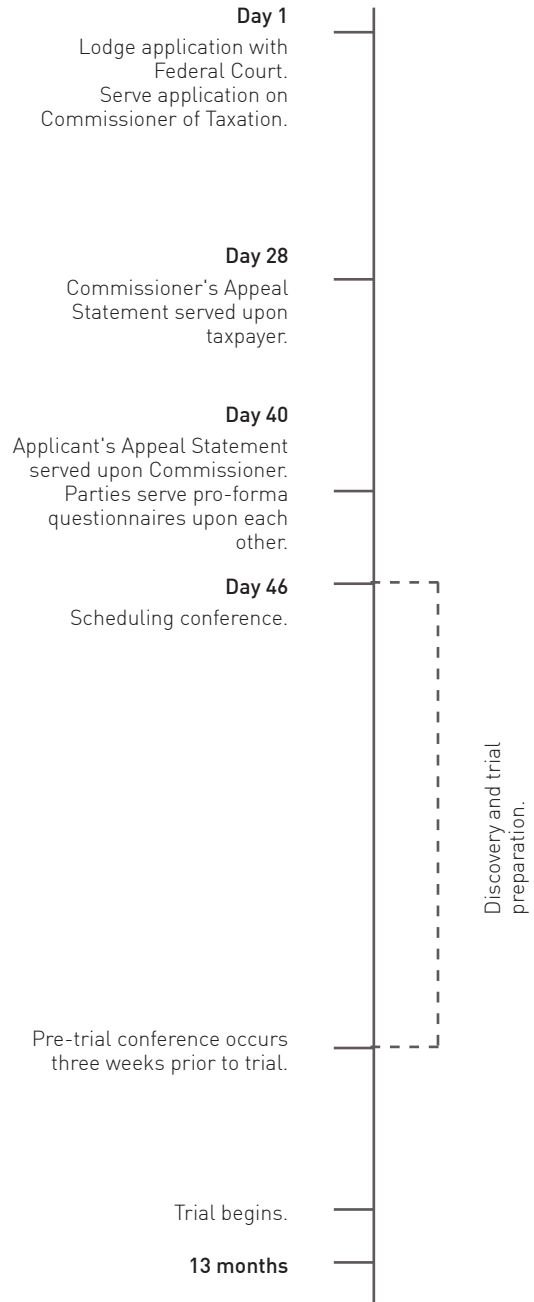 Day 1
Lodge application with
Federal Court.
Serve application on
Commissioner of Taxation.
Day 28
Commissioner's Appeal
Statement served upon
taxpayer.
Day 40
Applicant's Appeal Statement
served upon Commissioner.
Parties serve pro-forma
questionnaires upon each
other.
Day 46
Scheduling conference.
Discovery and trial
preparation.
Pre-trial conference occurs
three weeks prior to trial.
Trial begins.
13 months